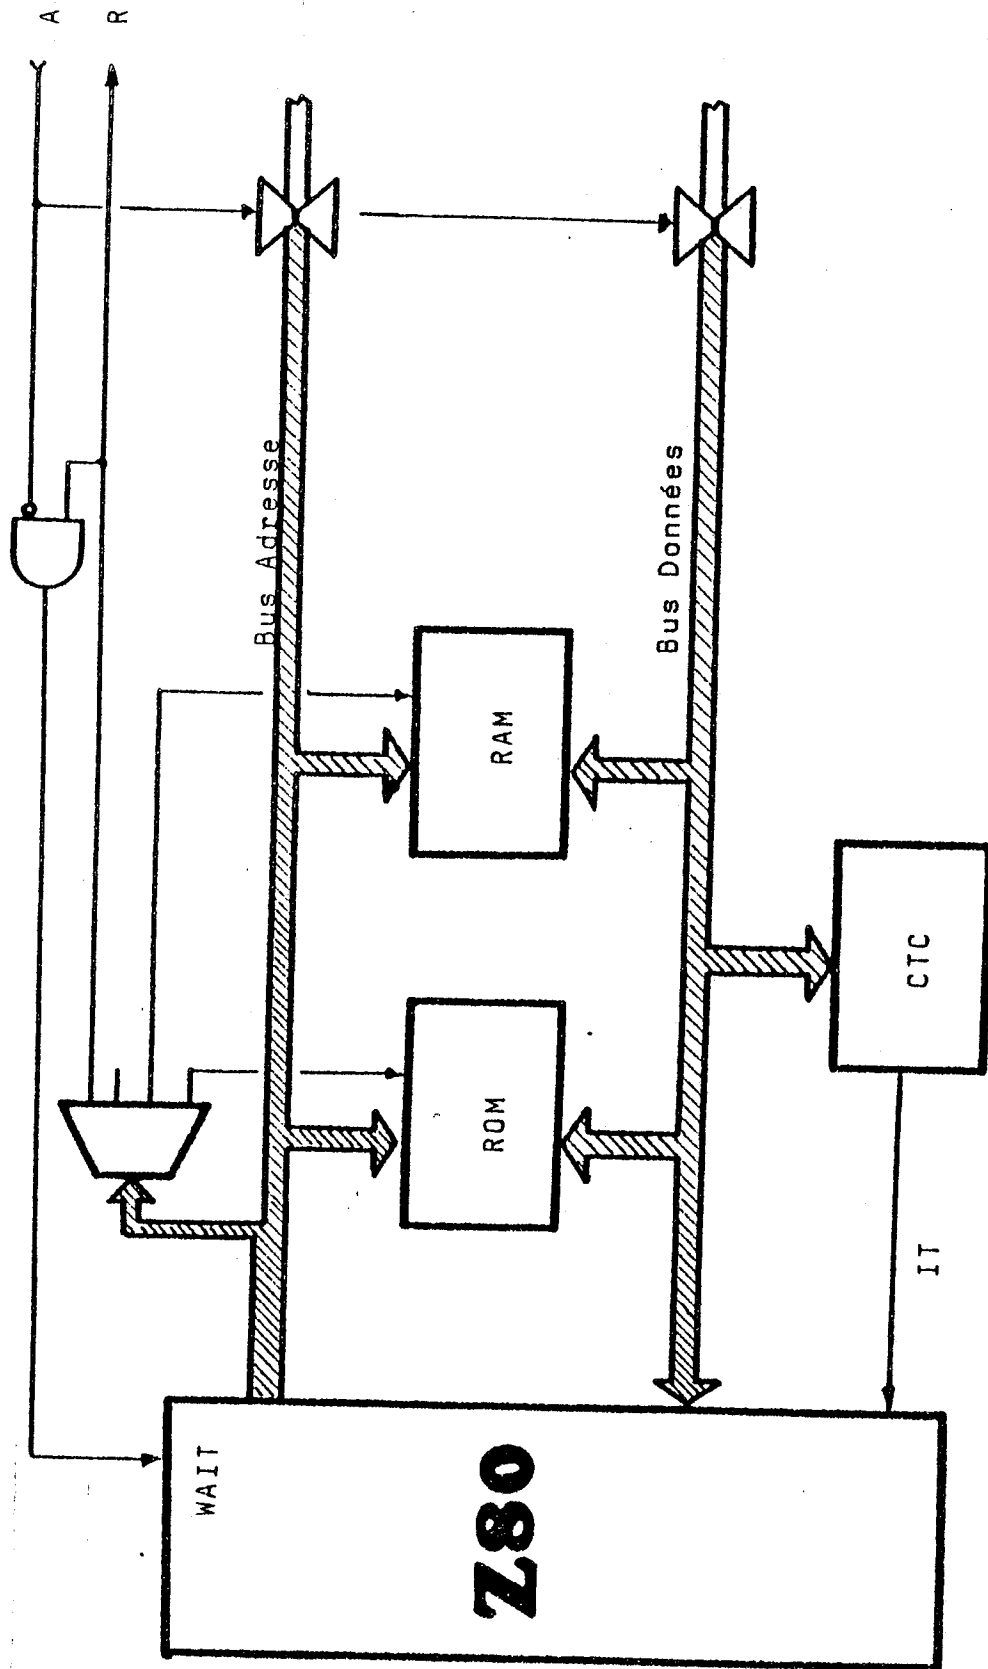 A
R
Bus Adresse
Bus Données
RAM
ROM
CTC
IT
WAIT
Z80